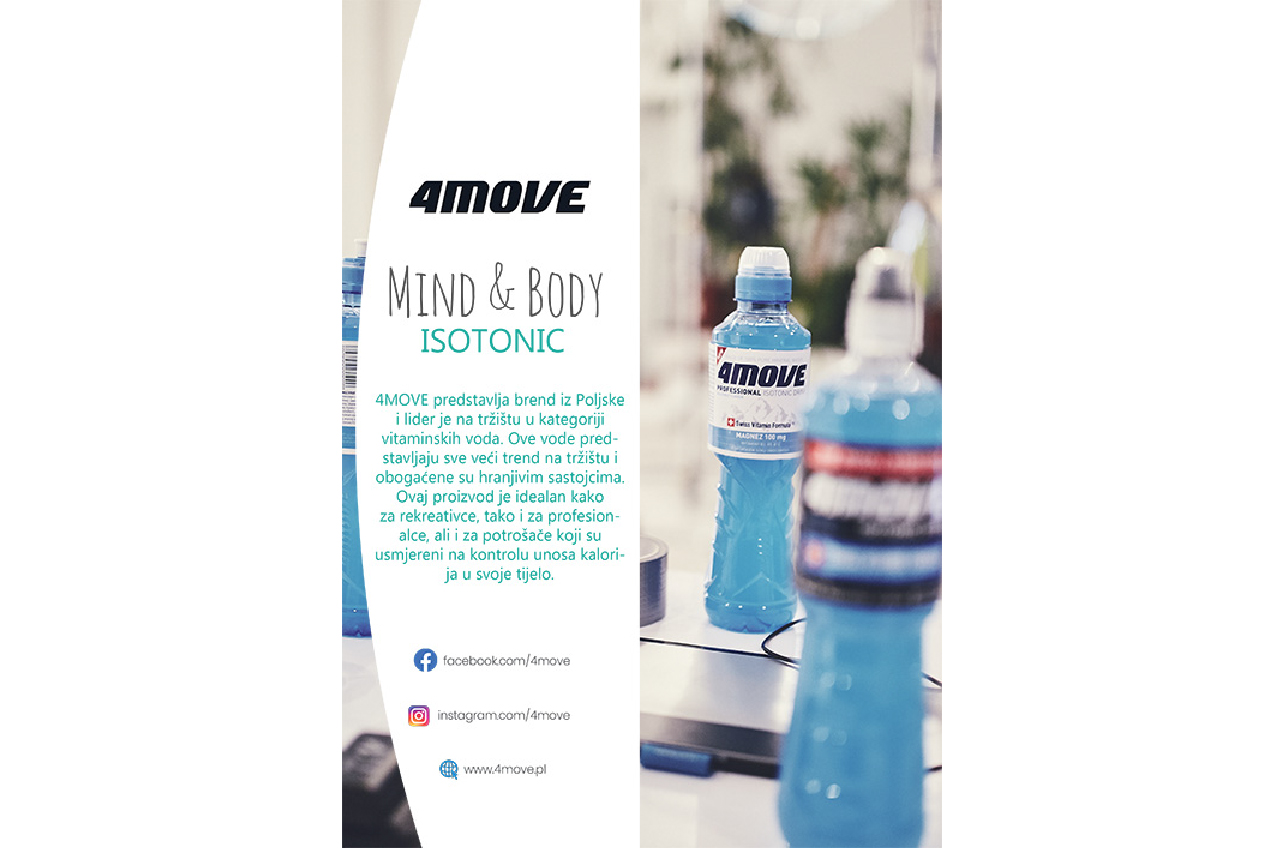 4MOVE
MIND & BODY
ISOTONIC
4MOVE predstavlja brend iz Poljske
i lider je na tržištu u kategoriji
vitaminskih voda. Ove vode pred-
stavljaju sve veći trend na tržištu i
obogaćene su hranjivim sastojcima.
Ovaj proizvod je idealan kako
za rekreativce, tako i za profesion-
alce, ali i za potrošače koji su
usmjereni na kontrolu unosa kalori-
ja u svoje tijelo.
facebook.com/4move
instagram.com/4move
www.4move.pl
4MOVE
PROFESSIONAL ISOTONIC DRINK
Swiss Vitamin Formula
MAGNEZ 100 mg